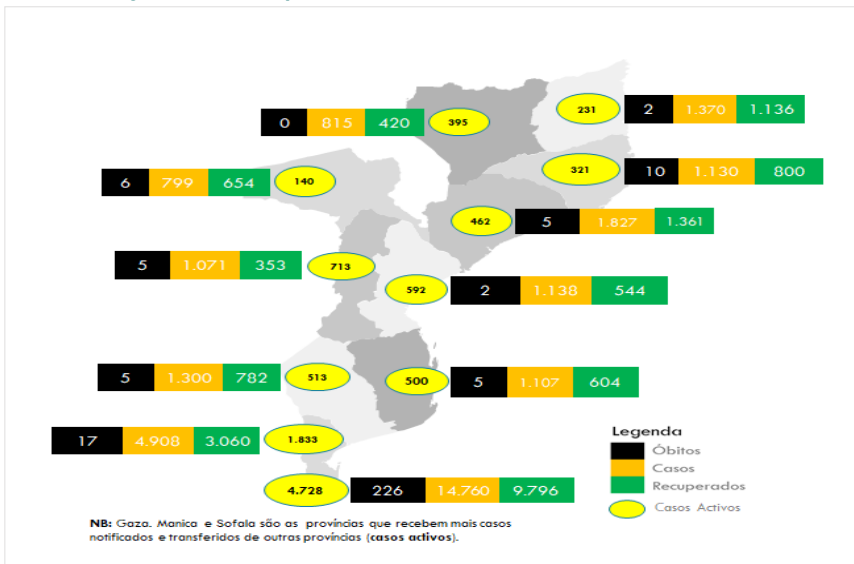 231 2 1.370 1.136
0 815 420 395
321 10 1.130 800
6 799 654 140
462 5 1.827 1.361
5 1.071 353 713
592 2 1.138 544
5 1.300 782 513
500 5 1.107 604
17 4.908 3.060 1.833
4.728 226 14.760 9.796
Legenda
Óbitos
Casos
Recuperados
Casos Activos
NB: Gaza. Manica e Sofala são as províncias que recebem mais casos
notificados e transferidos de outras províncias (casos activos).